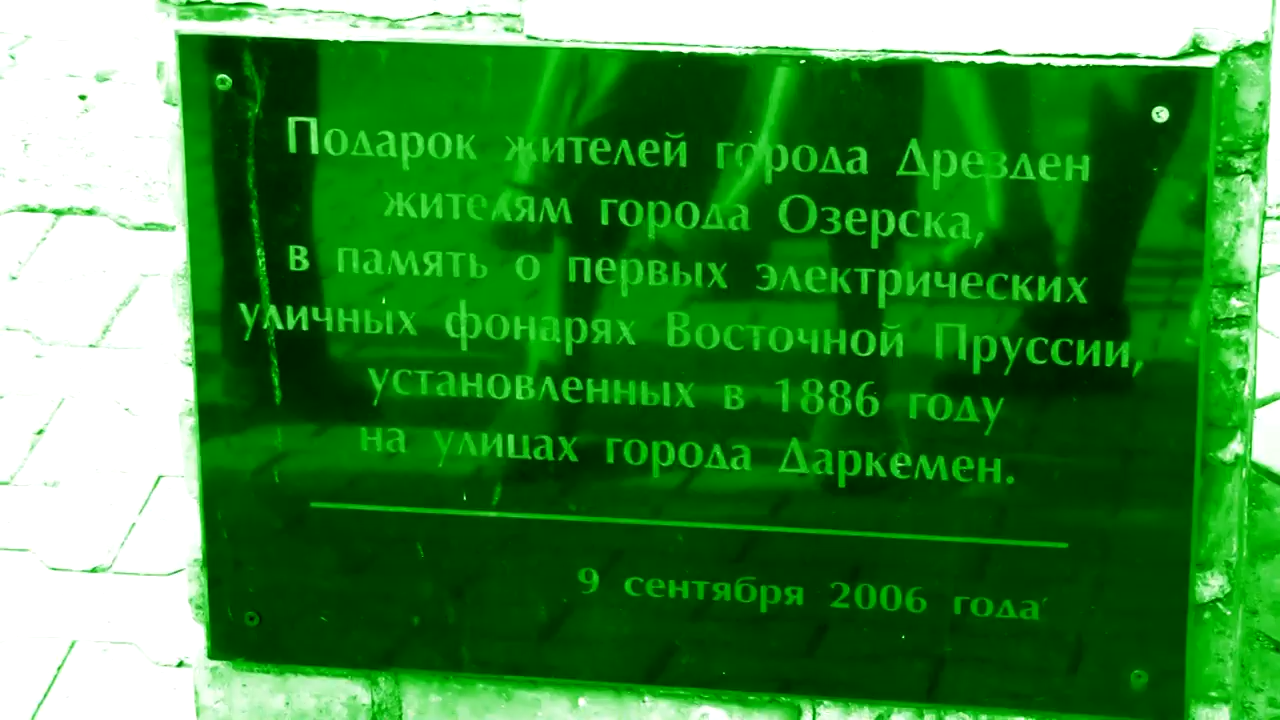 Подарок жителей города Дрезден
жителям города Озерска,
в память о первых электрических
уличных фонарях Восточной Пруссии,
установленных в 1886 году
на улицах города Даркемен.
9 сентября 2006 года